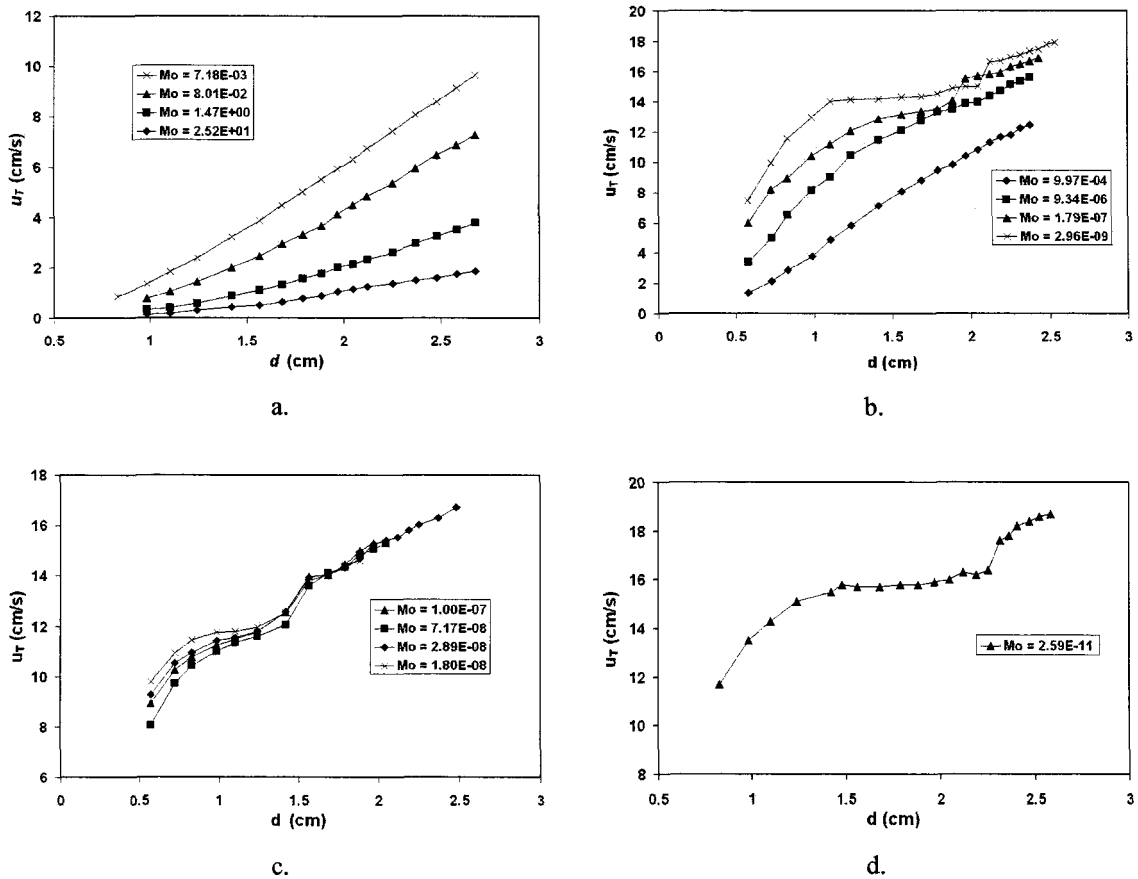 12
10
8
6
4
2
0
u_T (cm/s)
Mo = 7.18E-03
Mo = 8.01E-02
Mo = 1.47E+00
Mo = 2.52E+01
0.5
1
1.5
2
2.5
3
d (cm)
a.
20
18
16
14
12
10
8
6
4
2
0
u_T (cm/s)
Mo = 9.97E-04
Mo = 9.34E-06
Mo = 1.79E-07
Mo = 2.96E-09
0
0.5
1
1.5
2
2.5
3
d (cm)
b.
18
16
14
12
10
8
6
u_T (cm/s)
Mo = 1.00E-07
Mo = 7.17E-08
Mo = 2.89E-08
Mo = 1.80E-08
0
0.5
1
1.5
2
2.5
3
d (cm)
c.
20
18
16
14
12
10
8
u_T (cm/s)
Mo = 2.59E-11
0.5
1
1.5
2
2.5
3
d (cm)
d.